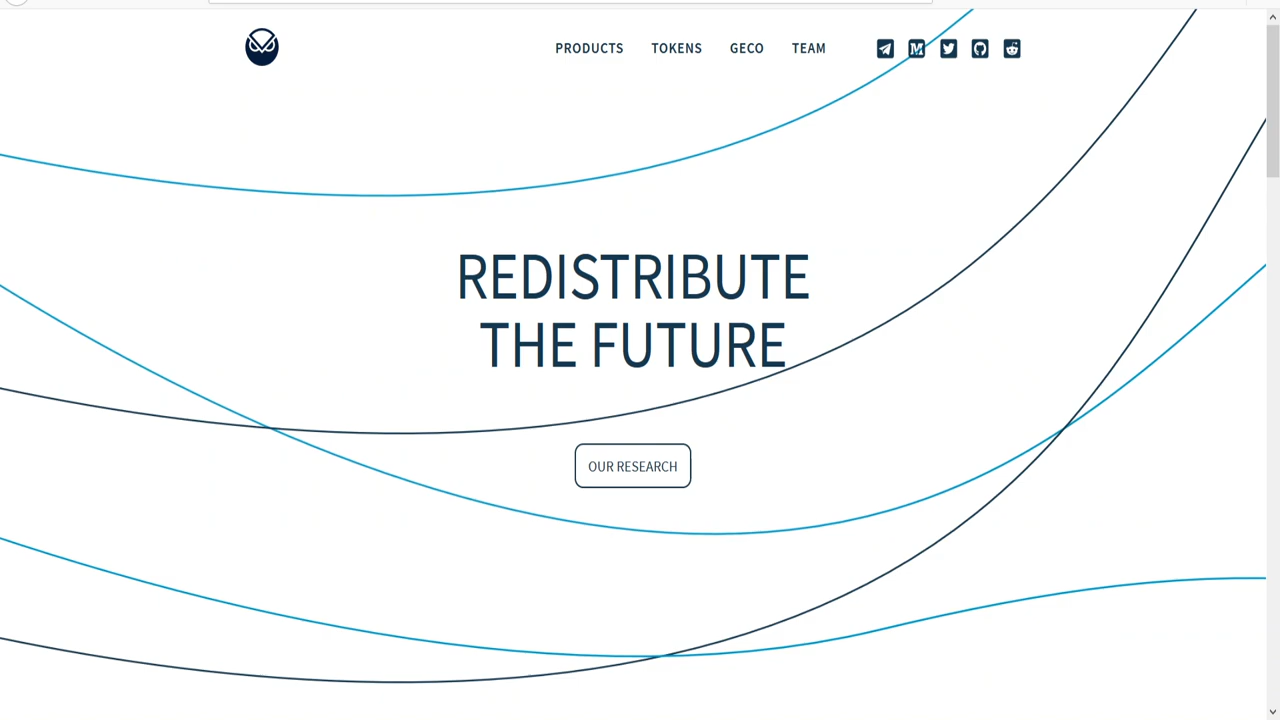 PRODUCTS TOKENS GECO TEAM
REDISTRIBUTE
THE FUTURE
OUR RESEARCH